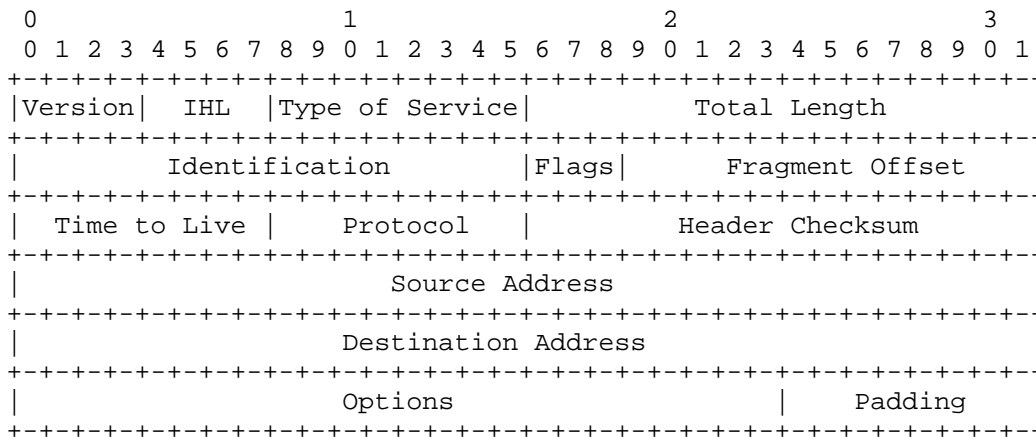 0                   1                   2                   3
 0 1 2 3 4 5 6 7 8 9 0 1 2 3 4 5 6 7 8 9 0 1 2 3 4 5 6 7 8 9 0 1
+-+-+-+-+-+-+-+-+-+-+-+-+-+-+-+-+-+-+-+-+-+-+-+-+-+-+-+-+-+-+-+-
|Version|  IHL  |Type of Service|          Total Length
+-+-+-+-+-+-+-+-+-+-+-+-+-+-+-+-+-+-+-+-+-+-+-+-+-+-+-+-+-+-+-+-
|         Identification        |Flags|      Fragment Offset
+-+-+-+-+-+-+-+-+-+-+-+-+-+-+-+-+-+-+-+-+-+-+-+-+-+-+-+-+-+-+-+-
|  Time to Live |    Protocol   |         Header Checksum
+-+-+-+-+-+-+-+-+-+-+-+-+-+-+-+-+-+-+-+-+-+-+-+-+-+-+-+-+-+-+-+-
|                       Source Address
+-+-+-+-+-+-+-+-+-+-+-+-+-+-+-+-+-+-+-+-+-+-+-+-+-+-+-+-+-+-+-+-
|                    Destination Address
+-+-+-+-+-+-+-+-+-+-+-+-+-+-+-+-+-+-+-+-+-+-+-+-+-+-+-+-+-+-+-+-
|                    Options                    |    Padding
+-+-+-+-+-+-+-+-+-+-+-+-+-+-+-+-+-+-+-+-+-+-+-+-+-+-+-+-+-+-+-+-